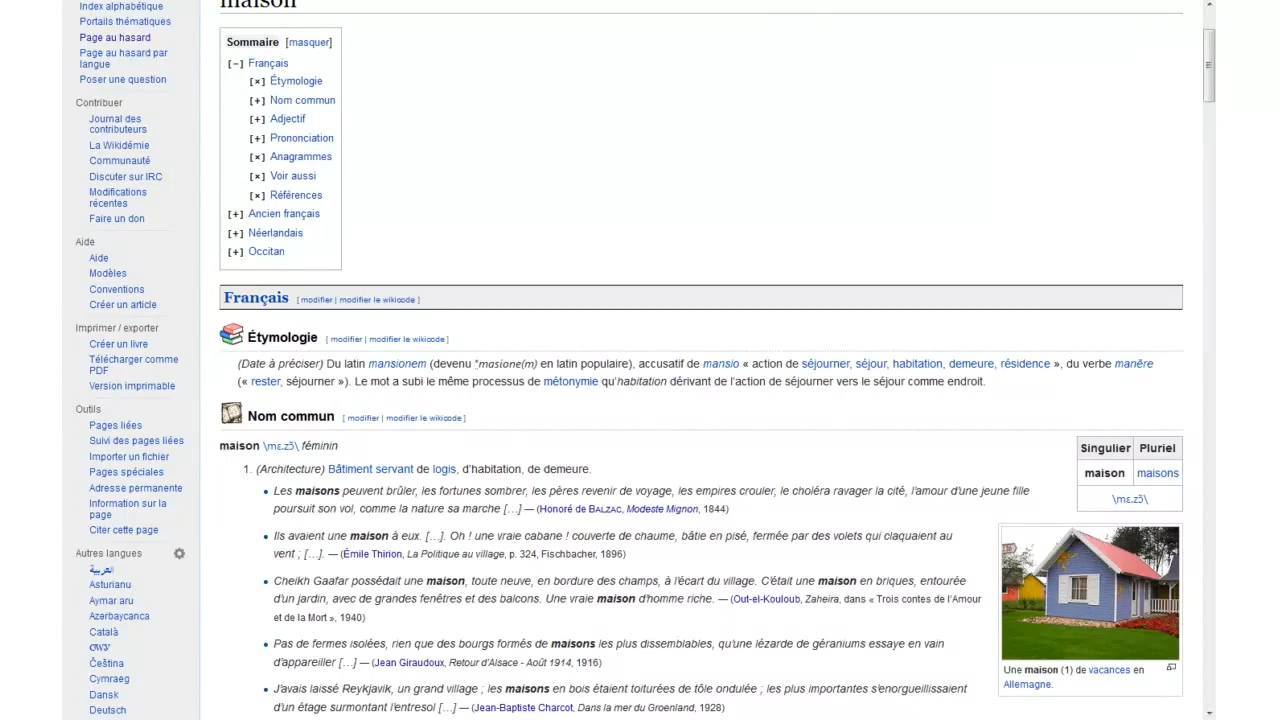 Index alphabétique
Portails thématiques
Page au hasard
Page au hasard par
langue
Poser une question
Contribuer
Journal des
contributeurs
La Wikidémie
Communauté
Discuter sur IRC
Modifications
récentes
Faire un don
Aide
Aide
Modèles
Conventions
Créer un article
Imprimer / exporter
Créer un livre
Télécharger comme
PDF
Version imprimable
Outils
Pages liées
Suivi des pages liées
Importer un fichier
Pages spéciales
Adresse permanente
Information sur la
page
Citer cette page
Autres langues
العربية
Asturianu
Aymar aru
Azərbaycanca
Català
ᏣᎳᎩ
Čeština
Cymraeg
Dansk
Deutsch
maison
Sommaire [masquer]
[−] Français
[×] Étymologie
[+] Nom commun
[+] Adjectif
[+] Prononciation
[×] Anagrammes
[×] Voir aussi
[×] Références
[+] Ancien français
[+] Néerlandais
[+] Occitan
Français [ modifier | modifier le wikicode ]
Étymologie [ modifier | modifier le wikicode ]
(Date à préciser) Du latin mansionem (devenu *masione(m) en latin populaire), accusatif de mansio « action de séjourner, séjour, habitation, demeure, résidence », du verbe manēre
(« rester, séjourner »). Le mot a subi le même processus de métonymie qu’habitation dérivant de l’action de séjourner vers le séjour comme endroit.
Nom commun [ modifier | modifier le wikicode ]
maison \mɛ.zɔ̃\ féminin
1. (Architecture) Bâtiment servant de logis, d’habitation, de demeure.
• Les maisons peuvent brûler, les fortunes sombrer, les pères revenir de voyage, les empires crouler, le choléra ravager la cité, l’amour d’une jeune fille
poursuit son vol, comme la nature sa marche […] — (Honoré de BALZAC, Modeste Mignon, 1844)
• Ils avaient une maison à eux. […]. Oh ! une vraie cabane ! couverte de chaume, bâtie en pisé, fermée par des volets qui claquaient au
vent ; […]. — (Émile Thirion, La Politique au village, p. 324, Fischbacher, 1896)
• Cheikh Gaafar possédait une maison, toute neuve, en bordure des champs, à l’écart du village. C’était une maison en briques, entourée
d’un jardin, avec de grandes fenêtres et des balcons. Une vraie maison d’homme riche. — (Out-el-Kouloub, Zaheira, dans « Trois contes de l’Amour
et de la Mort », 1940)
• Pas de fermes isolées, rien que des bourgs formés de maisons les plus dissemblables, qu’une lézarde de géraniums essaye en vain
d’appareiller […] — (Jean Giraudoux, Retour d’Alsace - Août 1914, 1916)
• J’avais laissé Reykjavik, un grand village ; les maisons en bois étaient toiturées de tôle ondulée ; les plus importantes s’enorgueillissaient
d’un étage surmontant l’entresol […] — (Jean-Baptiste Charcot, Dans la mer du Groenland, 1928)
Singulier Pluriel
maison maisons
\mɛ.zɔ̃\
Une maison (1) de vacances en
Allemagne.